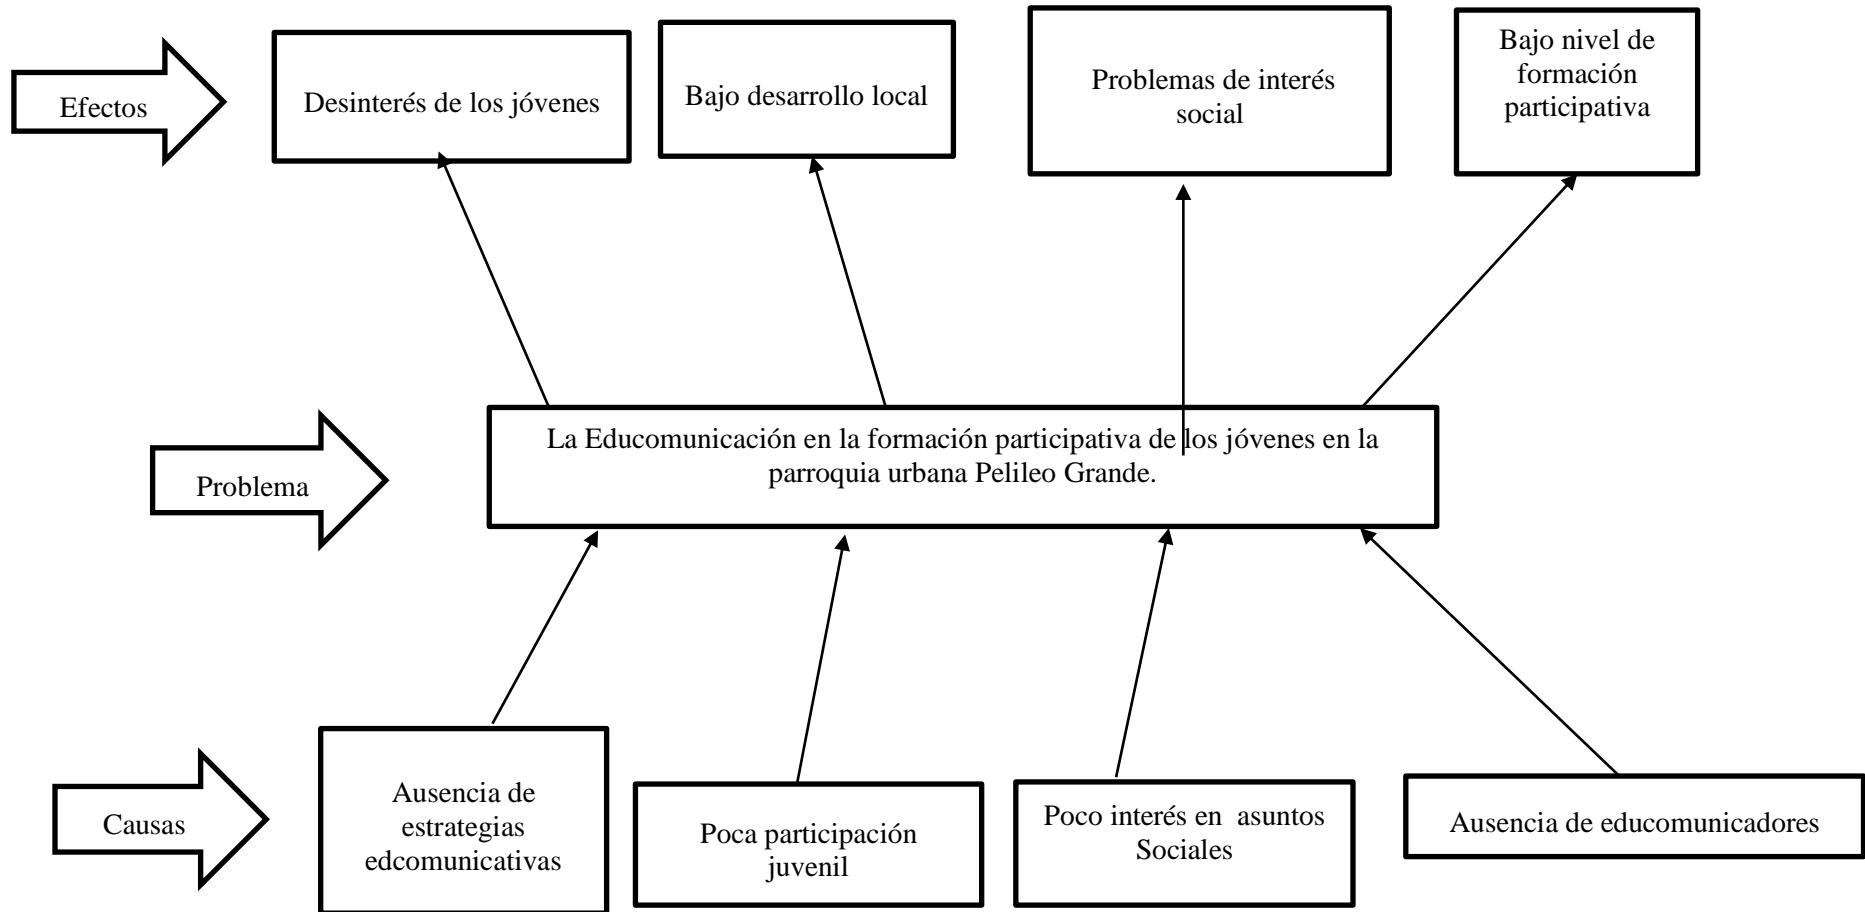 Efectos
Desinterés de los jóvenes
Bajo desarrollo local
Problemas de interés
social
Bajo nivel de
formación
participativa
Problema
La Educomunicación en la formación participativa de los jóvenes en la
parroquia urbana Pelileo Grande.
Causas
Ausencia de
estrategias
edcomunicativas
Poca participación
juvenil
Poco interés en  asuntos
Sociales
Ausencia de educomunicadores